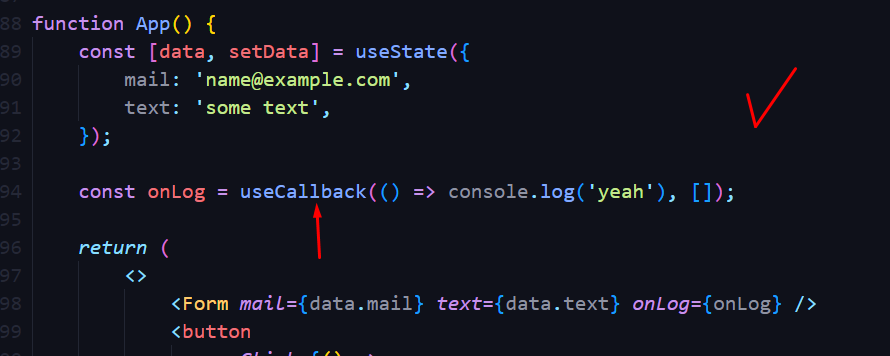 88 function App() {
89 const [data, setData] = useState({
90 mail: 'name@example.com',
91 text: 'some text',
92 });
93
94 const onLog = useCallback(() => console.log('yeah'), []);
95
96 return (
97 <>
98 <Form mail={data.mail} text={data.text} onLog={onLog} />
99 <button